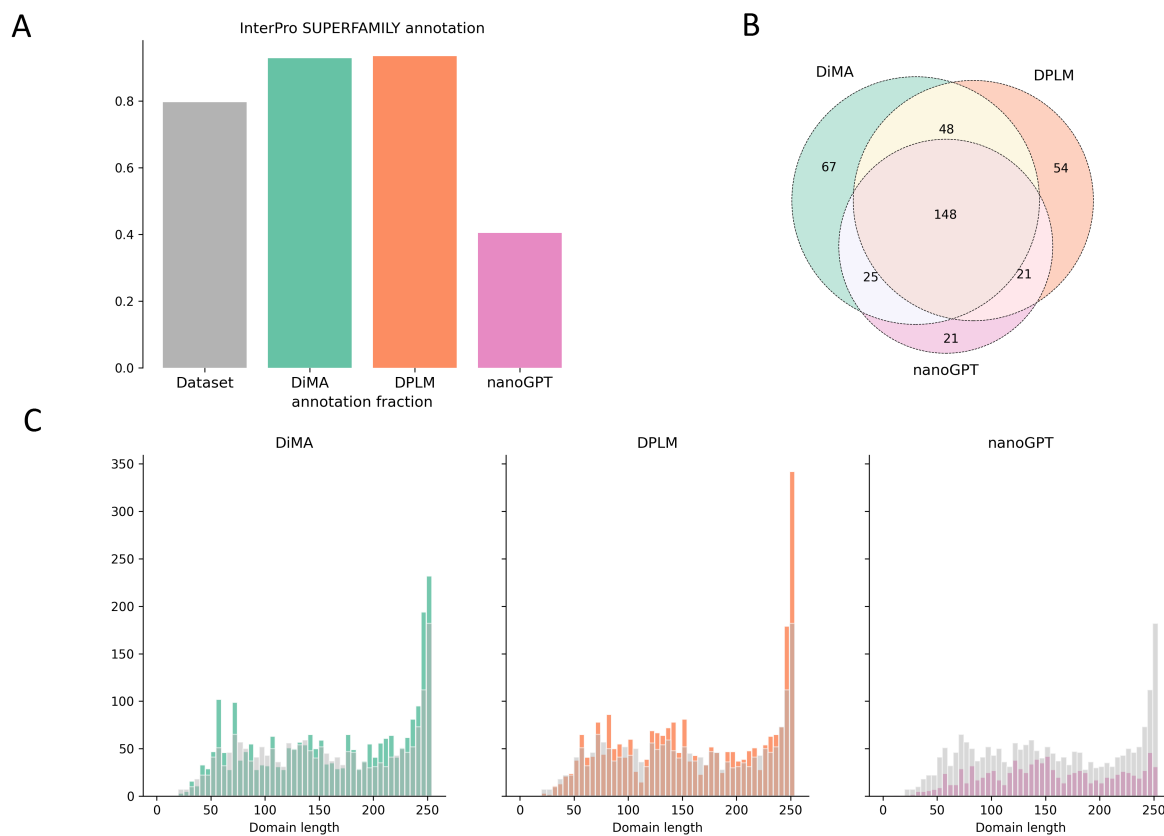 A
InterPro SUPERFAMILY annotation
0.8
0.6
0.4
0.2
0.0
Dataset DiMA DPLM nanoGPT
annotation fraction
B
DiMA DPLM
48
67 54
148
25 21
21
nanoGPT
C
DiMA
350
300
250
200
150
100
50
0
0 50 100 150 200 250
Domain length
DPLM
0 50 100 150 200 250
Domain length
nanoGPT
0 50 100 150 200 250
Domain length